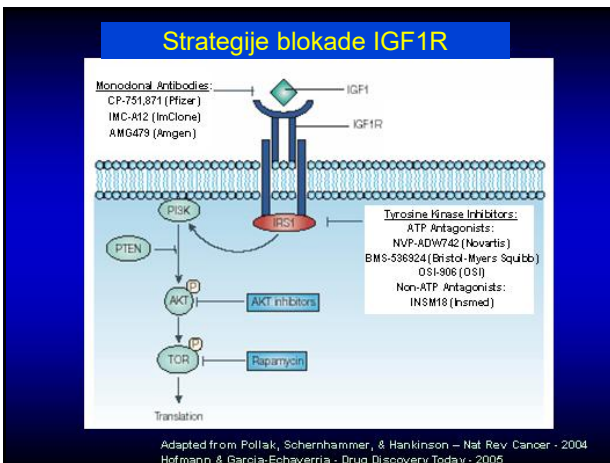 Strategije blokade IGF1R
Monodonal Antibodies:
CP-751,871 (Pfizer)
IMC-A12 (ImClone)
AMG479 (Amgen)
IGF1
IGF1R
PI3K
IRS1
PTEN
Tyrosine Kinase Inhibitors:
ATP Antagonists:
NVP-ADW742 (Novartis)
BMS-536924 (Bristol-Myers Squibb)
OSI-906 (OSI)
Non-ATP Antagonists:
INSM18 (Insmed)
P
AKT
AKT inhibitors
P
TOR
Rapamycin
Translation
Adapted from Pollak, Schernhammer, & Hankinson – Nat Rev Cancer - 2004
Hofmann & Garcia-Echaverria - Drug Discovery Today - 2005